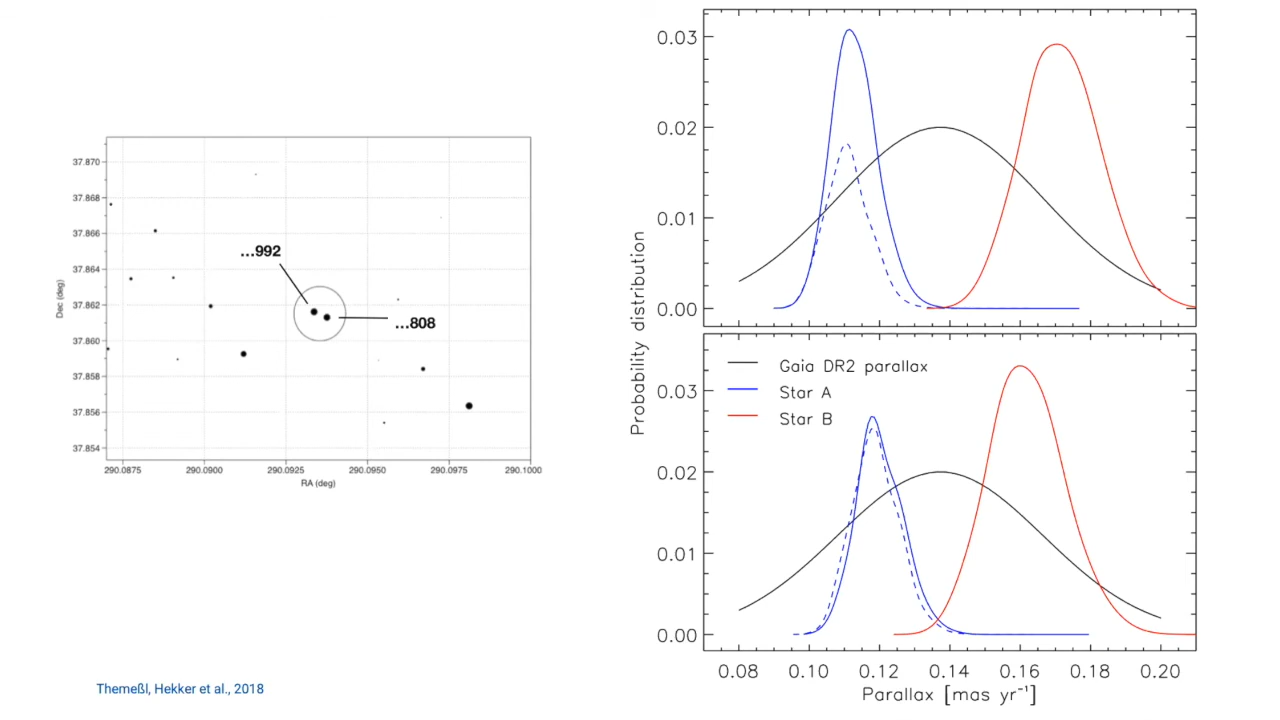 37.870
37.868
37.866
37.864
37.862
37.860
37.858
37.856
37.854
Dec (deg)
...992
...808
290.0875 290.0900 290.0925 290.0950 290.0975 290.1000
RA (deg)
Themeßl, Hekker et al., 2018
Probability distribution
0.03
0.02
0.01
0.00
Gaia DR2 parallax
Star A
Star B
0.03
0.02
0.01
0.00
0.08 0.10 0.12 0.14 0.16 0.18 0.20
Parallax [mas yr⁻¹]